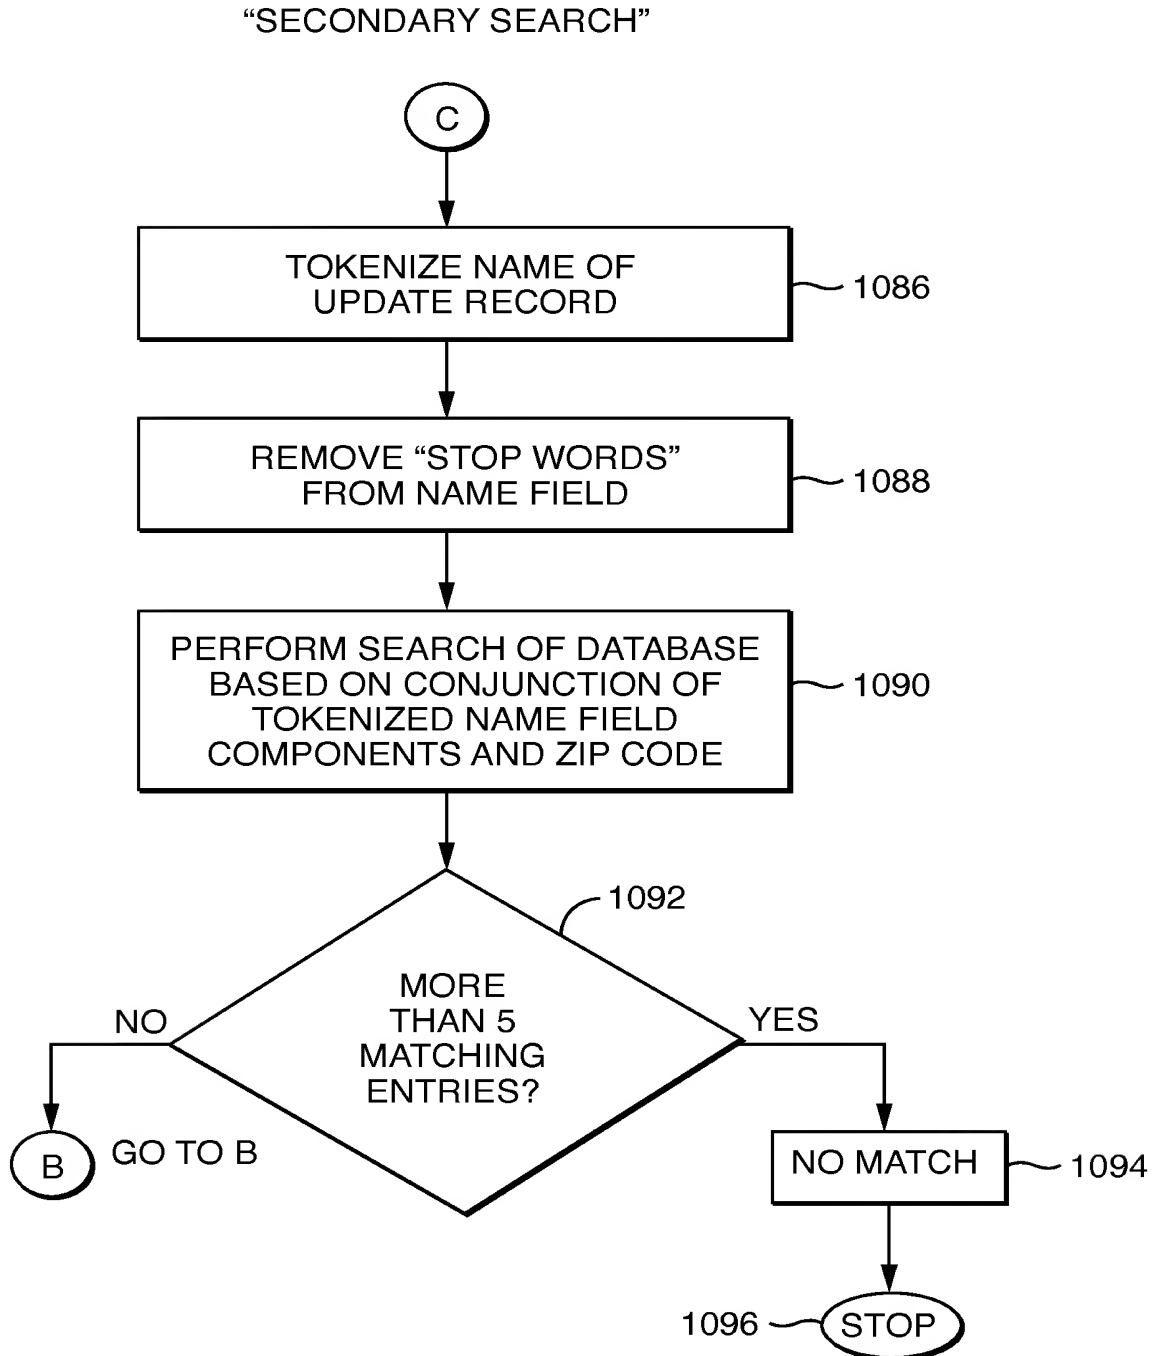 “SECONDARY SEARCH”
C
TOKENIZE NAME OF
UPDATE RECORD
1086
REMOVE “STOP WORDS”
FROM NAME FIELD
1088
PERFORM SEARCH OF DATABASE
BASED ON CONJUNCTION OF
TOKENIZED NAME FIELD
COMPONENTS AND ZIP CODE
1090
1092
MORE
THAN 5
MATCHING
ENTRIES?
NO
YES
B
GO TO B
NO MATCH
1094
1096
STOP